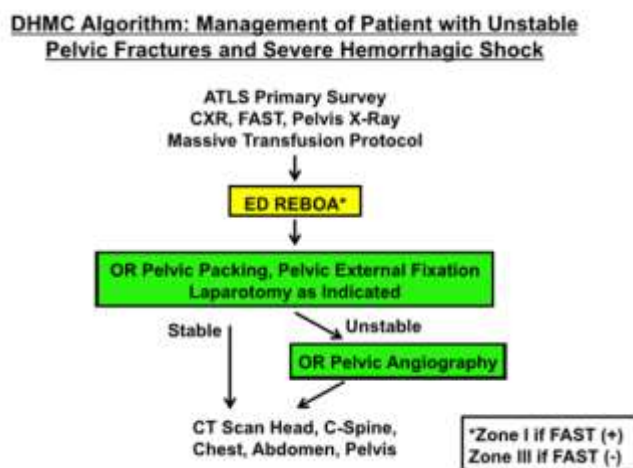 DHMC Algorithm: Management of Patient with Unstable
Pelvic Fractures and Severe Hemorrhagic Shock
ATLS Primary Survey
CXR, FAST, Pelvis X-Ray
Massive Transfusion Protocol
ED REBOA*
OR Pelvic Packing, Pelvic External Fixation
Laparotomy as Indicated
Stable
Unstable
OR Pelvic Angiography
CT Scan Head, C-Spine,
Chest, Abdomen, Pelvis
*Zone I if FAST (+)
Zone III if FAST (-)